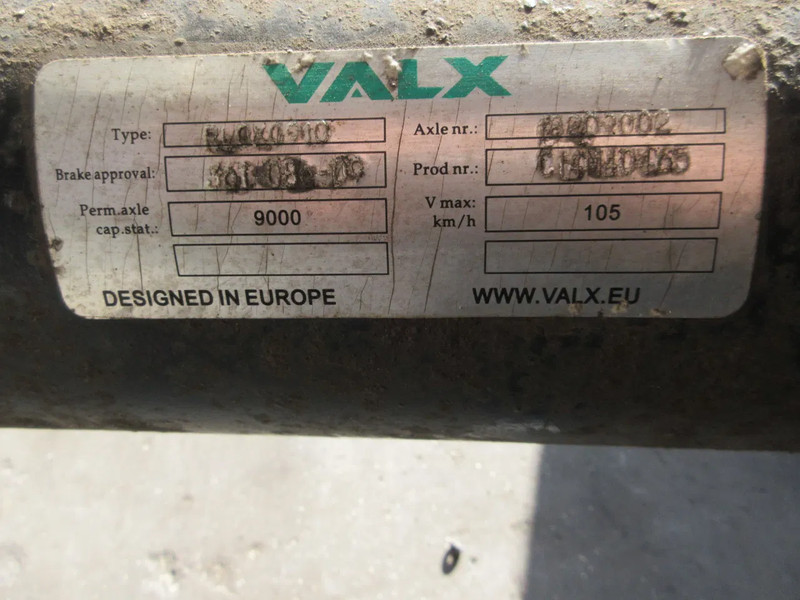 VALX
Type:
Axle nr.:
Brake approval:
Prod nr.:
Perm.axle cap.stat.: 9000
V max: km/h 105
DESIGNED IN EUROPE
WWW.VALX.EU